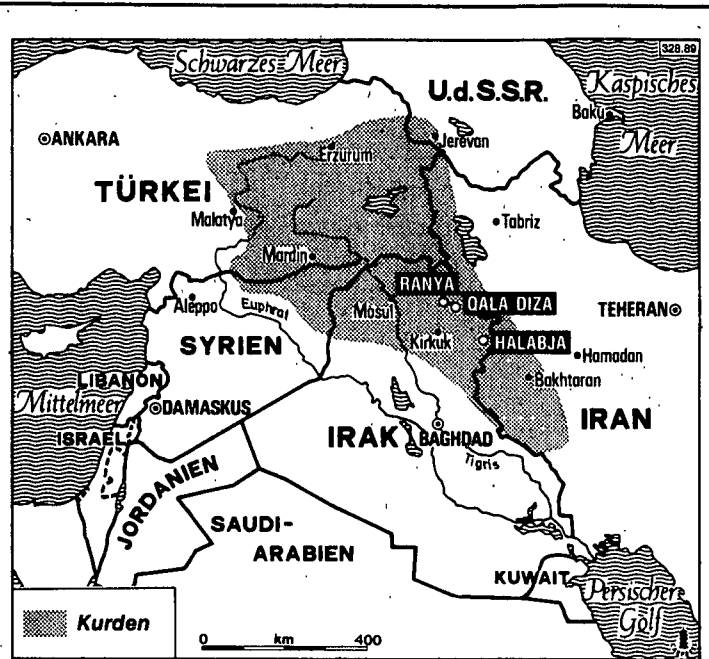 328.89
Schwarzes Meer
Kaspisches
Meer
U.d.S.S.R.
Baku
ANKARA
Erzurum
Jerevan
TÜRKEI
Malatya
Tabriz
Mardin
RANYA
QALA DIZA
TEHERAN
Aleppo
Euphrat
Mosul
Kirkuk
HALABJA
SYRIEN
Hamadan
LIBANON
Bakhtaran
Mittelmeer
DAMASKUS
IRAN
ISRAEL
IRAK
BAGHDAD
Tigris
JORDANIEN
SAUDI-
ARABIEN
KUWAIT
Persischer
Golf
Kurden
0 km 400